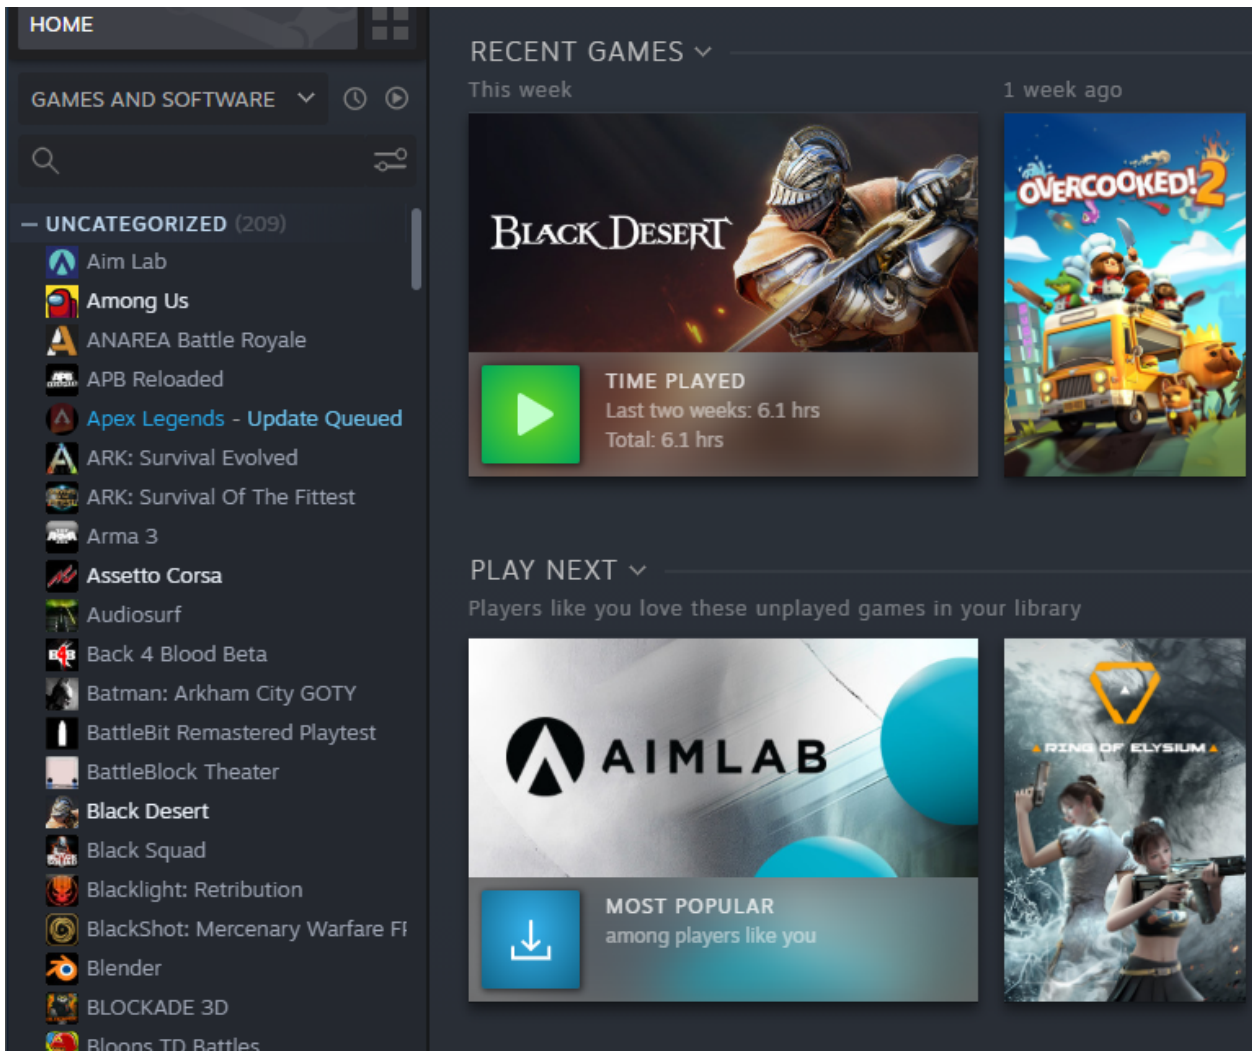 HOME
GAMES AND SOFTWARE
UNCATEGORIZED (209)
Aim Lab
Among Us
ANAREA Battle Royale
APB Reloaded
Apex Legends - Update Queued
ARK: Survival Evolved
ARK: Survival Of The Fittest
Arma 3
Assetto Corsa
Audiosurf
Back 4 Blood Beta
Batman: Arkham City GOTY
BattleBit Remastered Playtest
BattleBlock Theater
Black Desert
Black Squad
Blacklight: Retribution
BlackShot: Mercenary Warfare
Blender
BLOCKADE 3D
Bloons TD Battles
RECENT GAMES
This week
BLACK DESERT
TIME PLAYED
Last two weeks: 6.1 hrs
Total: 6.1 hrs
1 week ago
OVERCOOKED! 2
PLAY NEXT
Players like you love these unplayed games in your library
AIMLAB
MOST POPULAR
among players like you
RING OF ELYSIUM